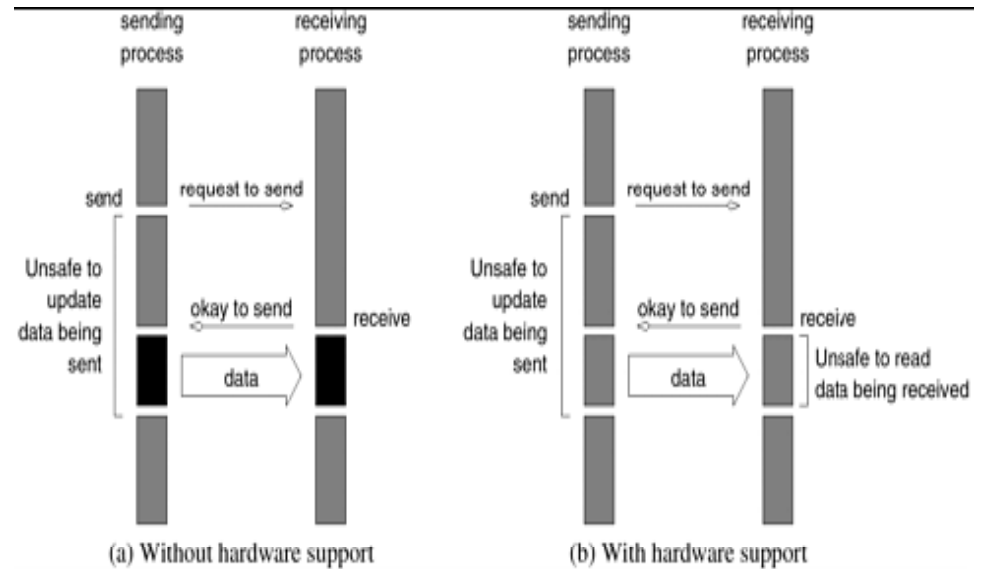 sending
process
receiving
process
send
request to send
Unsafe to
update
data being
sent
okay to send
receive
data
(a) Without hardware support
sending
process
receiving
process
send
request to send
Unsafe to
update
data being
sent
okay to send
receive
data
Unsafe to read
data being received
(b) With hardware support